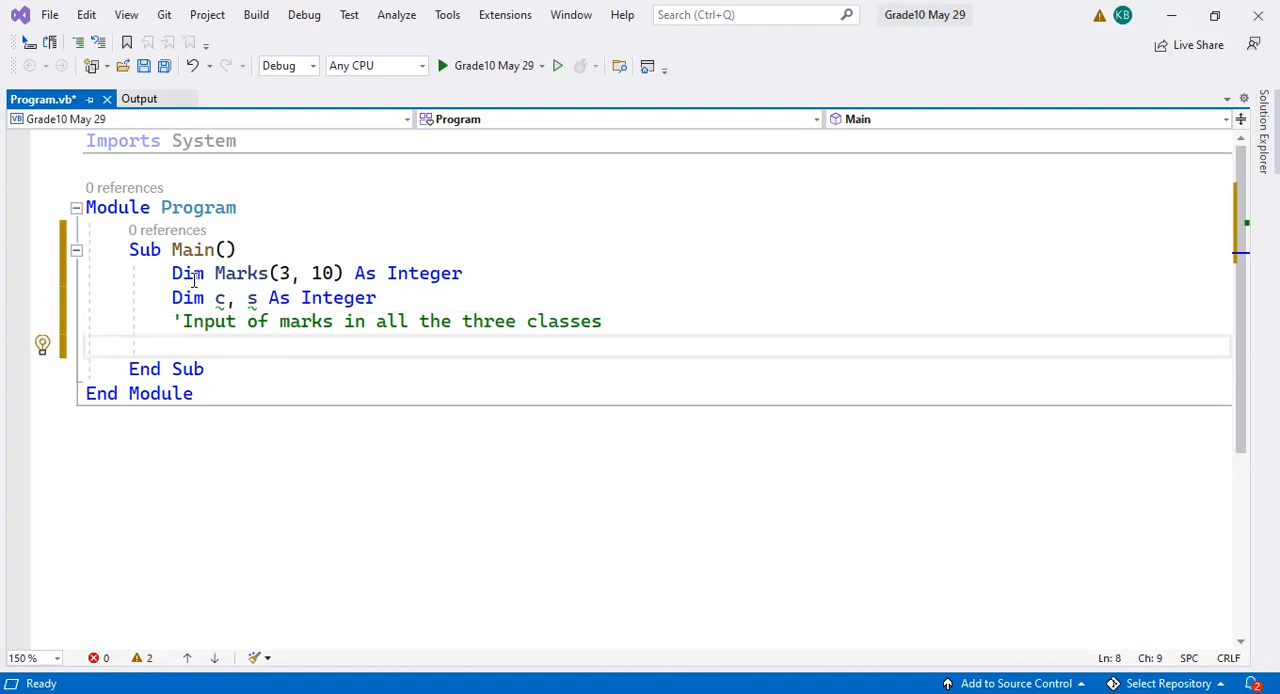 File Edit View Git Project Build Debug Test Analyze Tools Extensions Window Help Search (Ctrl+Q) Grade10 May 29 KB
Live Share
Debug Any CPU Grade10 May 29
Program.vb* Output
VB Grade10 May 29 Program Main
Solution Explorer
Imports System
0 references
Module Program
0 references
Sub Main()
Dim Marks(3, 10) As Integer
Dim c, s As Integer
'Input of marks in all the three classes
End Sub
End Module
150 % 0 2 Ln: 8 Ch: 9 SPC CRLF
Ready Add to Source Control Select Repository 2